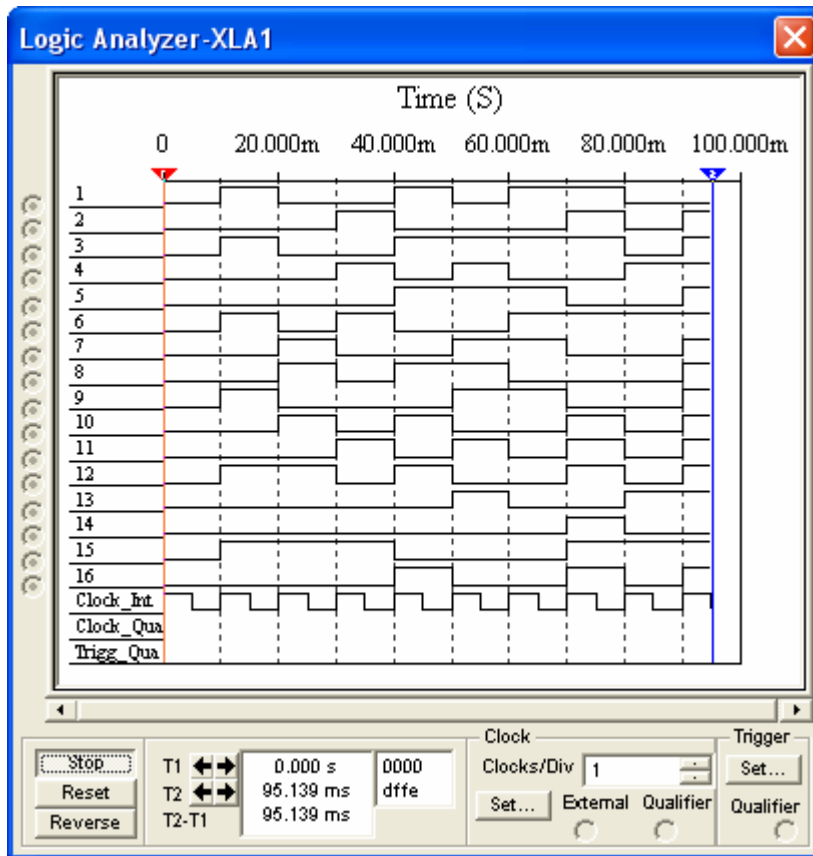 Logic Analyzer-XLA1
Time (S)
0 20.000m 40.000m 60.000m 80.000m 100.000m
1
2
3
4
5
6
7
8
9
10
11
12
13
14
15
16
Clock_Int
Clock_Qua
Trigg_Qua
Stop
Reset
Reverse
T1 0.000 s 0000
T2 95.139 ms dffe
T2-T1 95.139 ms
Clock
Clocks/Div 1
Set... External Qualifier
Trigger
Set...
Qualifier